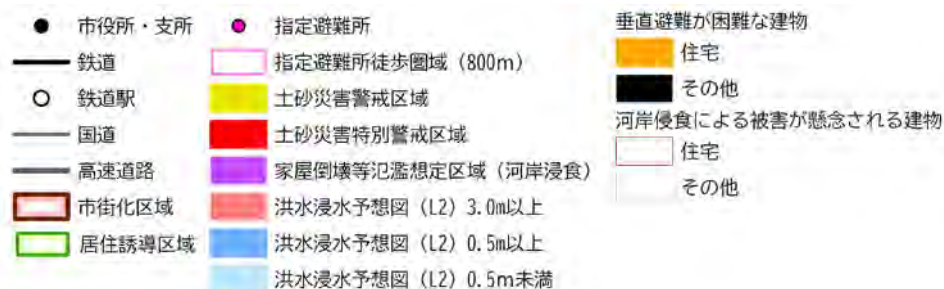 市役所・支所
鉄道
鉄道駅
国道
高速道路
市街化区域
居住誘導区域
指定避難所
指定避難所徒歩圏域（800m）
土砂災害警戒区域
土砂災害特別警戒区域
家屋倒壊等氾濫想定区域（河岸浸食）
洪水浸水予想図（L2）3.0m以上
洪水浸水予想図（L2）0.5m以上
洪水浸水予想図（L2）0.5m未満
垂直避難が困難な建物
住宅
その他
河岸侵食による被害が懸念される建物
住宅
その他